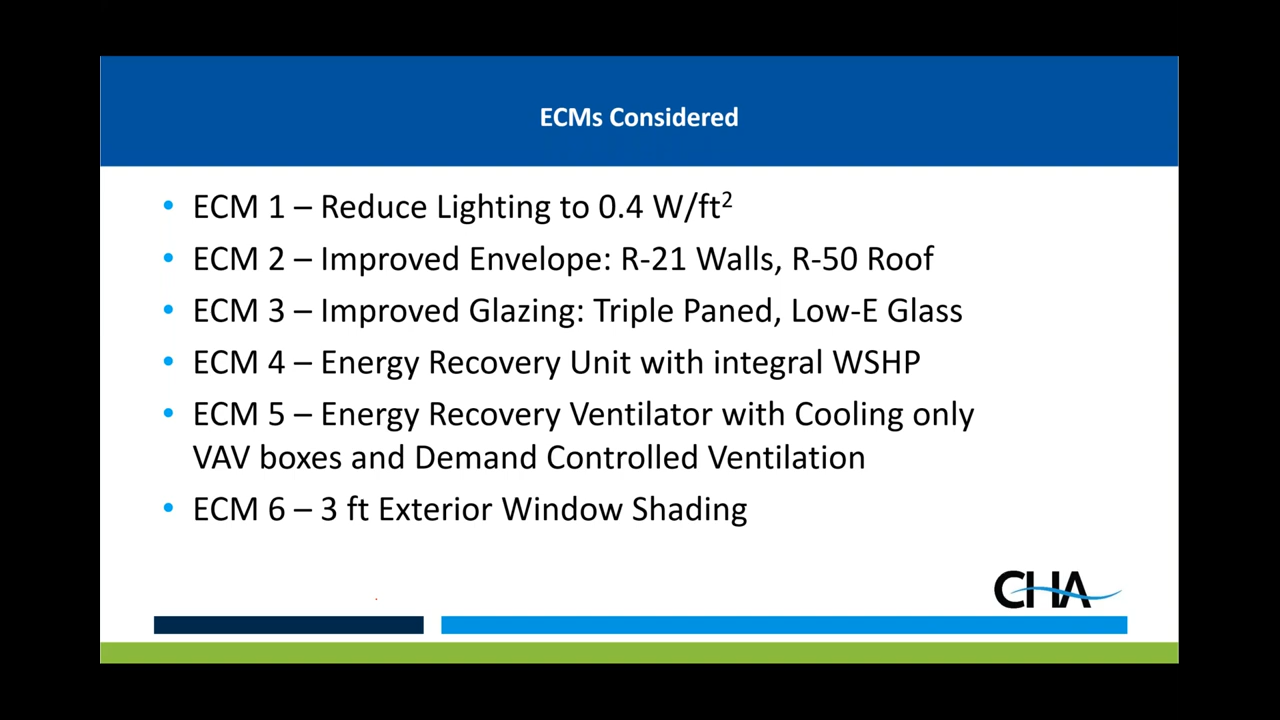 ECMs Considered
• ECM 1 – Reduce Lighting to 0.4 W/ft²
• ECM 2 – Improved Envelope: R-21 Walls, R-50 Roof
• ECM 3 – Improved Glazing: Triple Paned, Low-E Glass
• ECM 4 – Energy Recovery Unit with integral WSHP
• ECM 5 – Energy Recovery Ventilator with Cooling only
VAV boxes and Demand Controlled Ventilation
• ECM 6 – 3 ft Exterior Window Shading
CHA